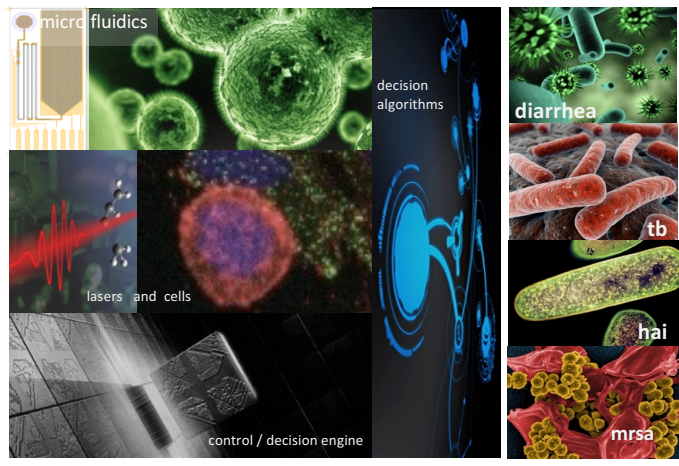 micro fluidics
decision
algorithms
lasers and cells
control / decision engine
diarrhea
tb
hai
mrsa